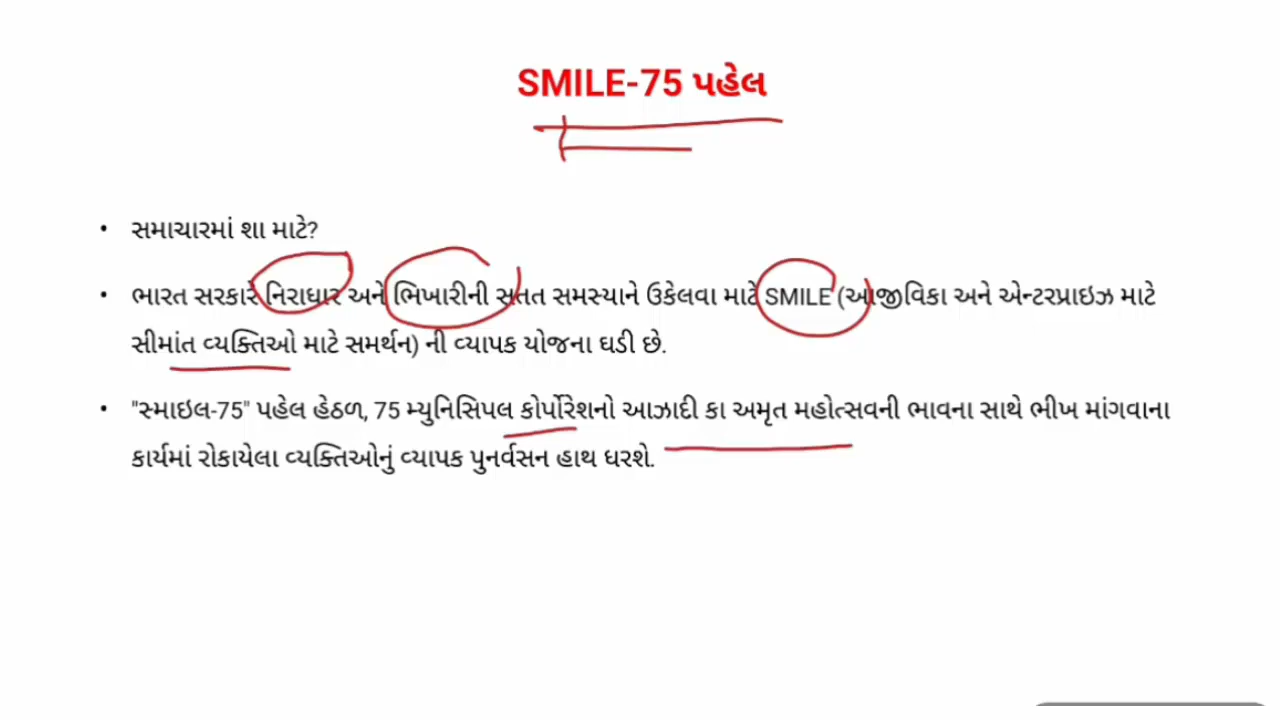 SMILE-75 પહેલ
• સમાચારમાં શા માટે?
• ભારત સરકારે નિરાધાર અને ભિખારીની સતત સમસ્યાને ઉકેલવા માટે SMILE (આજીવિકા અને એન્ટરપ્રાઇઝ માટે
સીમાંત વ્યક્તિઓ માટે સમર્થન) ની વ્યાપક યોજના ઘડી છે.
• "સ્માઇલ-75" પહેલ હેઠળ, 75 મ્યુનિસિપલ કોર્પોરેશનો આઝાદી કા અમૃત મહોત્સવની ભાવના સાથે ભીખ માંગવાના
કાર્યમાં રોકાયેલા વ્યક્તિઓનું વ્યાપક પુનર્વસન હાથ ધરશે.